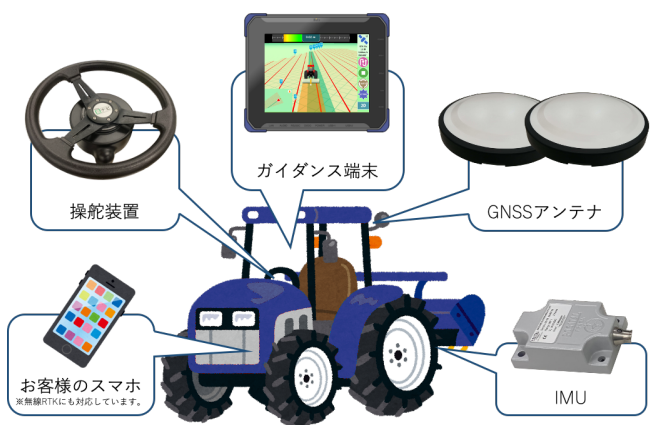 ガイダンス端末
操舵装置
GNSSアンテナ
お客様のスマホ
※無線RTKにも対応しています。
IMU